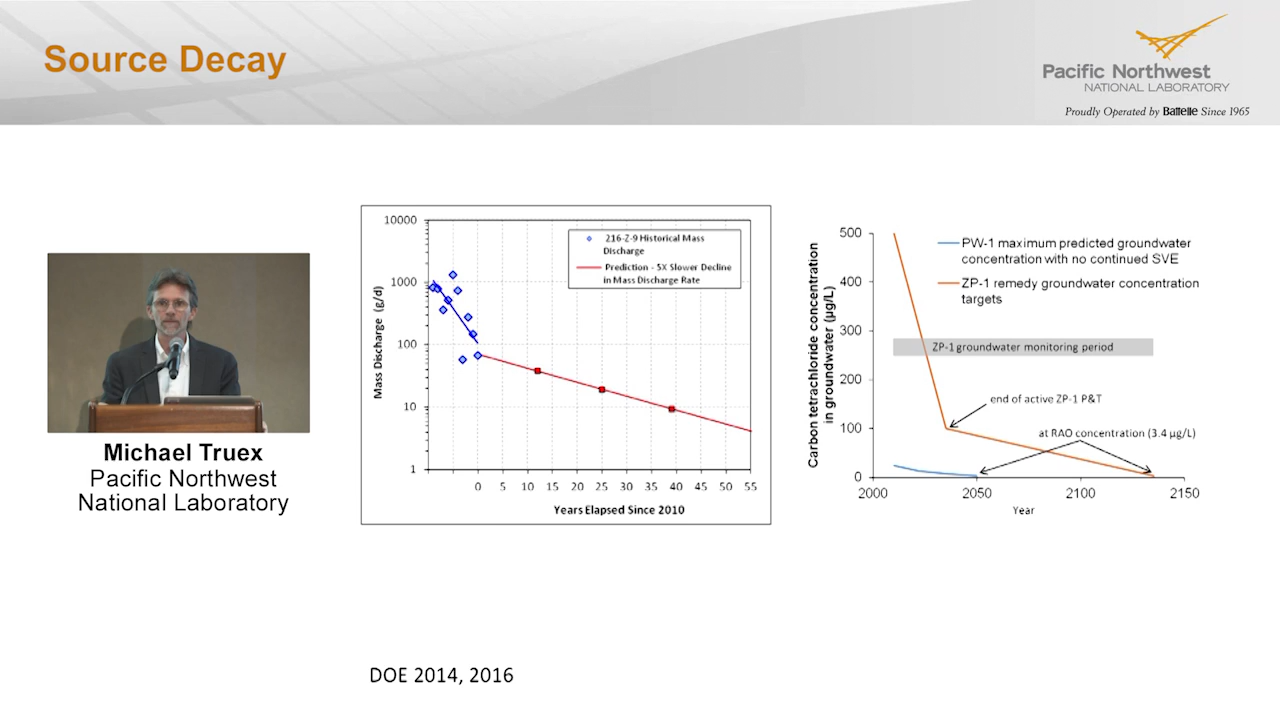 Source Decay
Pacific Northwest
NATIONAL LABORATORY
Proudly Operated by Battelle Since 1965
Michael Truex
Pacific Northwest
National Laboratory
10000
1000
100
10
1
Mass Discharge (g/d)
216-Z-9 Historical Mass
Discharge
Prediction - 5X Slower Decline
in Mass Discharge Rate
0 5 10 15 20 25 30 35 40 45 50 55
Years Elapsed Since 2010
Carbon tetrachloride concentration
in groundwater (µg/L)
500
400
300
200
100
0
PW-1 maximum predicted groundwater
concentration with no continued SVE
ZP-1 remedy groundwater concentration
targets
ZP-1 groundwater monitoring period
end of active ZP-1 P&T
at RAO concentration (3.4 µg/L)
2000 2050 2100 2150
Year
DOE 2014, 2016